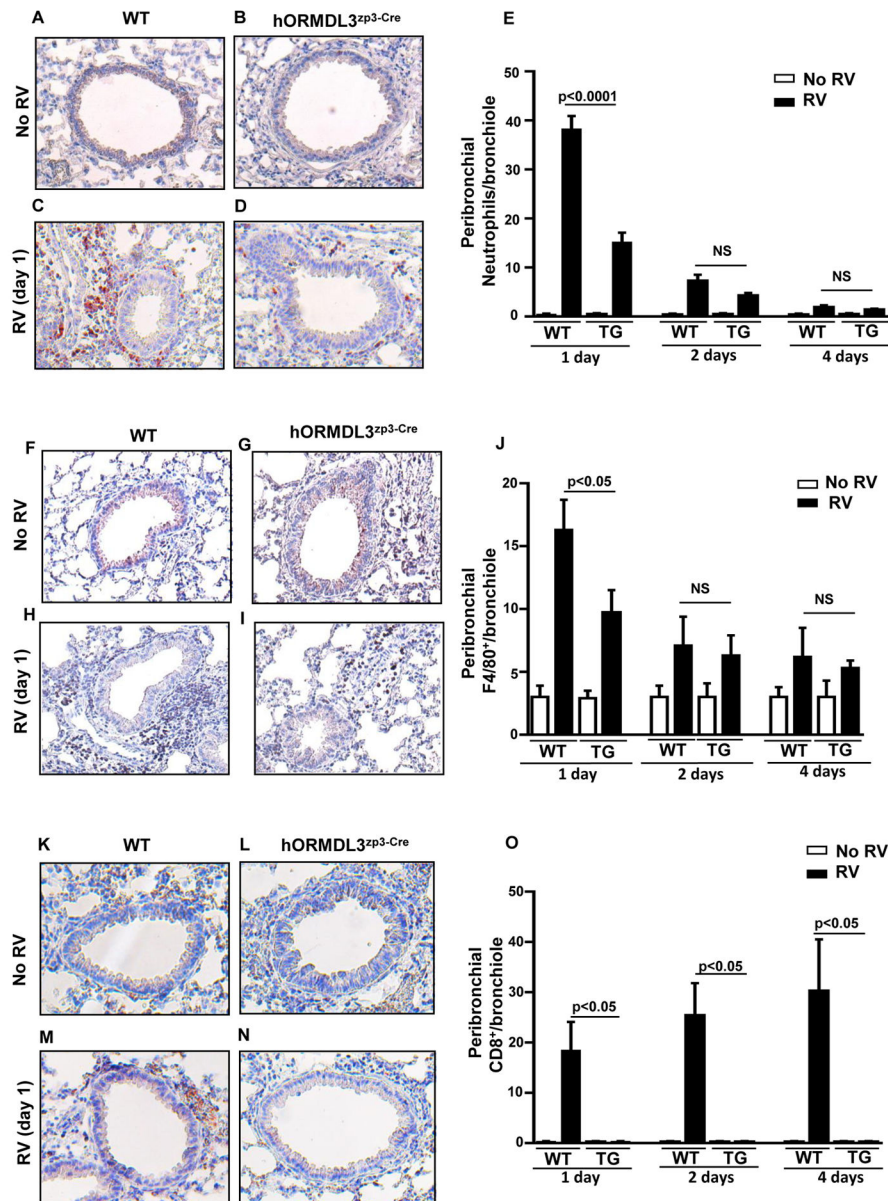 WT
hORMDL3zp3-Cre
A
B
No RV
C
D
RV (day 1)
E
No RV
RV
p<0.0001
NS
NS
Peribronchial
Neutrophils/bronchiole
50
40
30
20
10
0
WT TG WT TG WT TG
1 day 2 days 4 days
WT
hORMDL3zp3-Cre
F
G
No RV
H
I
RV (day 1)
J
No RV
RV
p<0.05
NS
NS
Peribronchial
F4/80+/bronchiole
20
15
10
5
0
WT TG WT TG WT TG
1 day 2 days 4 days
K
WT
L
hORMDL3zp3-Cre
No RV
M
N
RV (day 1)
O
No RV
RV
p<0.05
p<0.05
p<0.05
Peribronchial
CD8+/bronchiole
50
40
30
20
10
0
WT TG WT TG WT TG
1 day 2 days 4 days